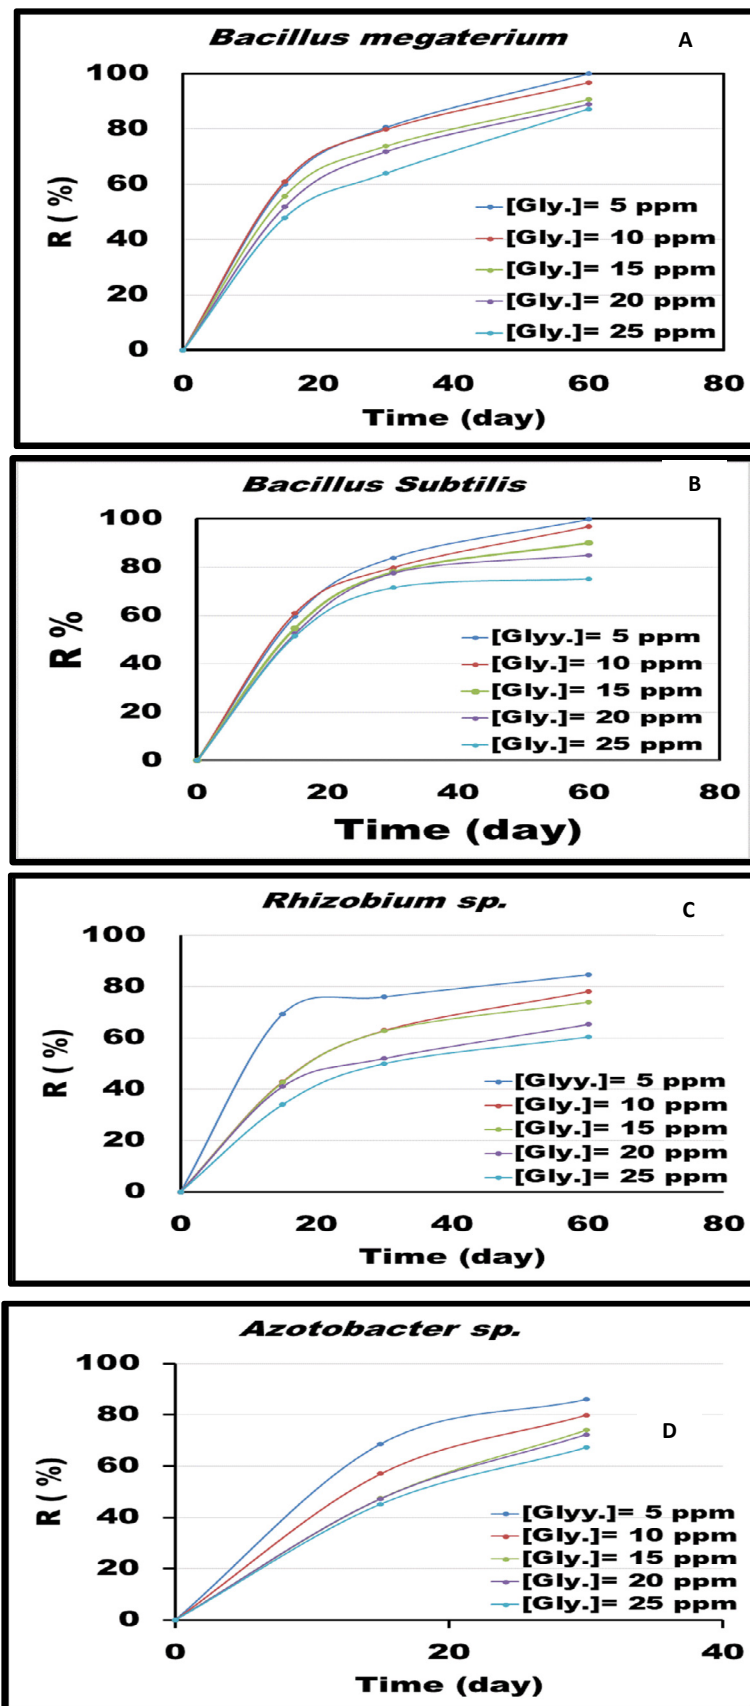 Bacillus megaterium
A
R ( %)
100
80
60
40
20
0
[Gly.]= 5 ppm
[Gly.]= 10 ppm
[Gly.]= 15 ppm
[Gly.]= 20 ppm
[Gly.]= 25 ppm
0 20 40 60 80
Time (day)
Bacillus Subtilis
B
R %
100
80
60
40
20
0
[Glyy.]= 5 ppm
[Gly.]= 10 ppm
[Gly.]= 15 ppm
[Gly.]= 20 ppm
[Gly.]= 25 ppm
0 20 40 60 80
Time (day)
Rhizobium sp.
C
R ( %)
100
80
60
40
20
0
[Glyy.]= 5 ppm
[Gly.]= 10 ppm
[Gly.]= 15 ppm
[Gly.]= 20 ppm
[Gly.]= 25 ppm
0 20 40 60 80
Time (day)
Azotobacter sp.
D
R ( %)
100
80
60
40
20
0
[Glyy.]= 5 ppm
[Gly.]= 10 ppm
[Gly.]= 15 ppm
[Gly.]= 20 ppm
[Gly.]= 25 ppm
0 20 40
Time (day)